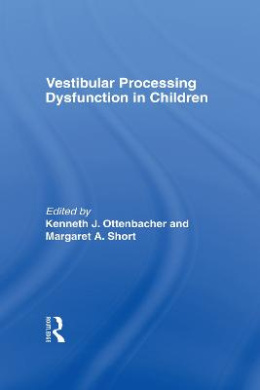 Vestibular Processing
Dysfunction in Children
Edited by
Kenneth J. Ottenbacher and
Margaret A. Short
ROUTLEDGE